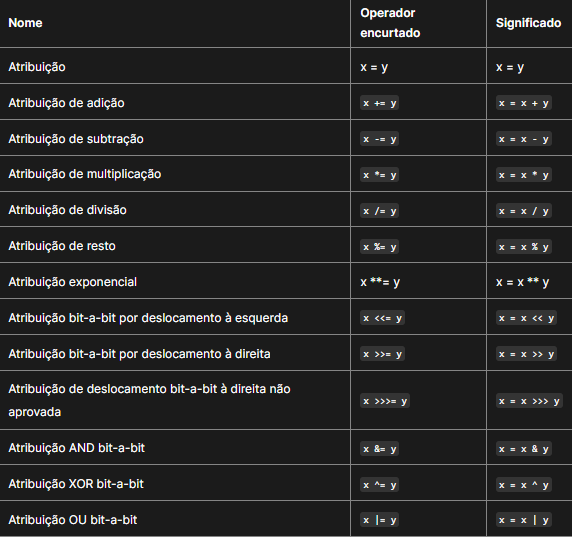 Nome Operador encurtado Significado
Atribuição x = y x = y
Atribuição de adição x += y x = x + y
Atribuição de subtração x -= y x = x - y
Atribuição de multiplicação x *= y x = x * y
Atribuição de divisão x /= y x = x / y
Atribuição de resto x %= y x = x % y
Atribuição exponencial x **= y x = x ** y
Atribuição bit-a-bit por deslocamento à esquerda x <<= y x = x << y
Atribuição bit-a-bit por deslocamento à direita x >>= y x = x >> y
Atribuição de deslocamento bit-a-bit à direita não aprovada x >>>= y x = x >>> y
Atribuição AND bit-a-bit x &= y x = x & y
Atribuição XOR bit-a-bit x ^= y x = x ^ y
Atribuição OU bit-a-bit x |= y x = x | y